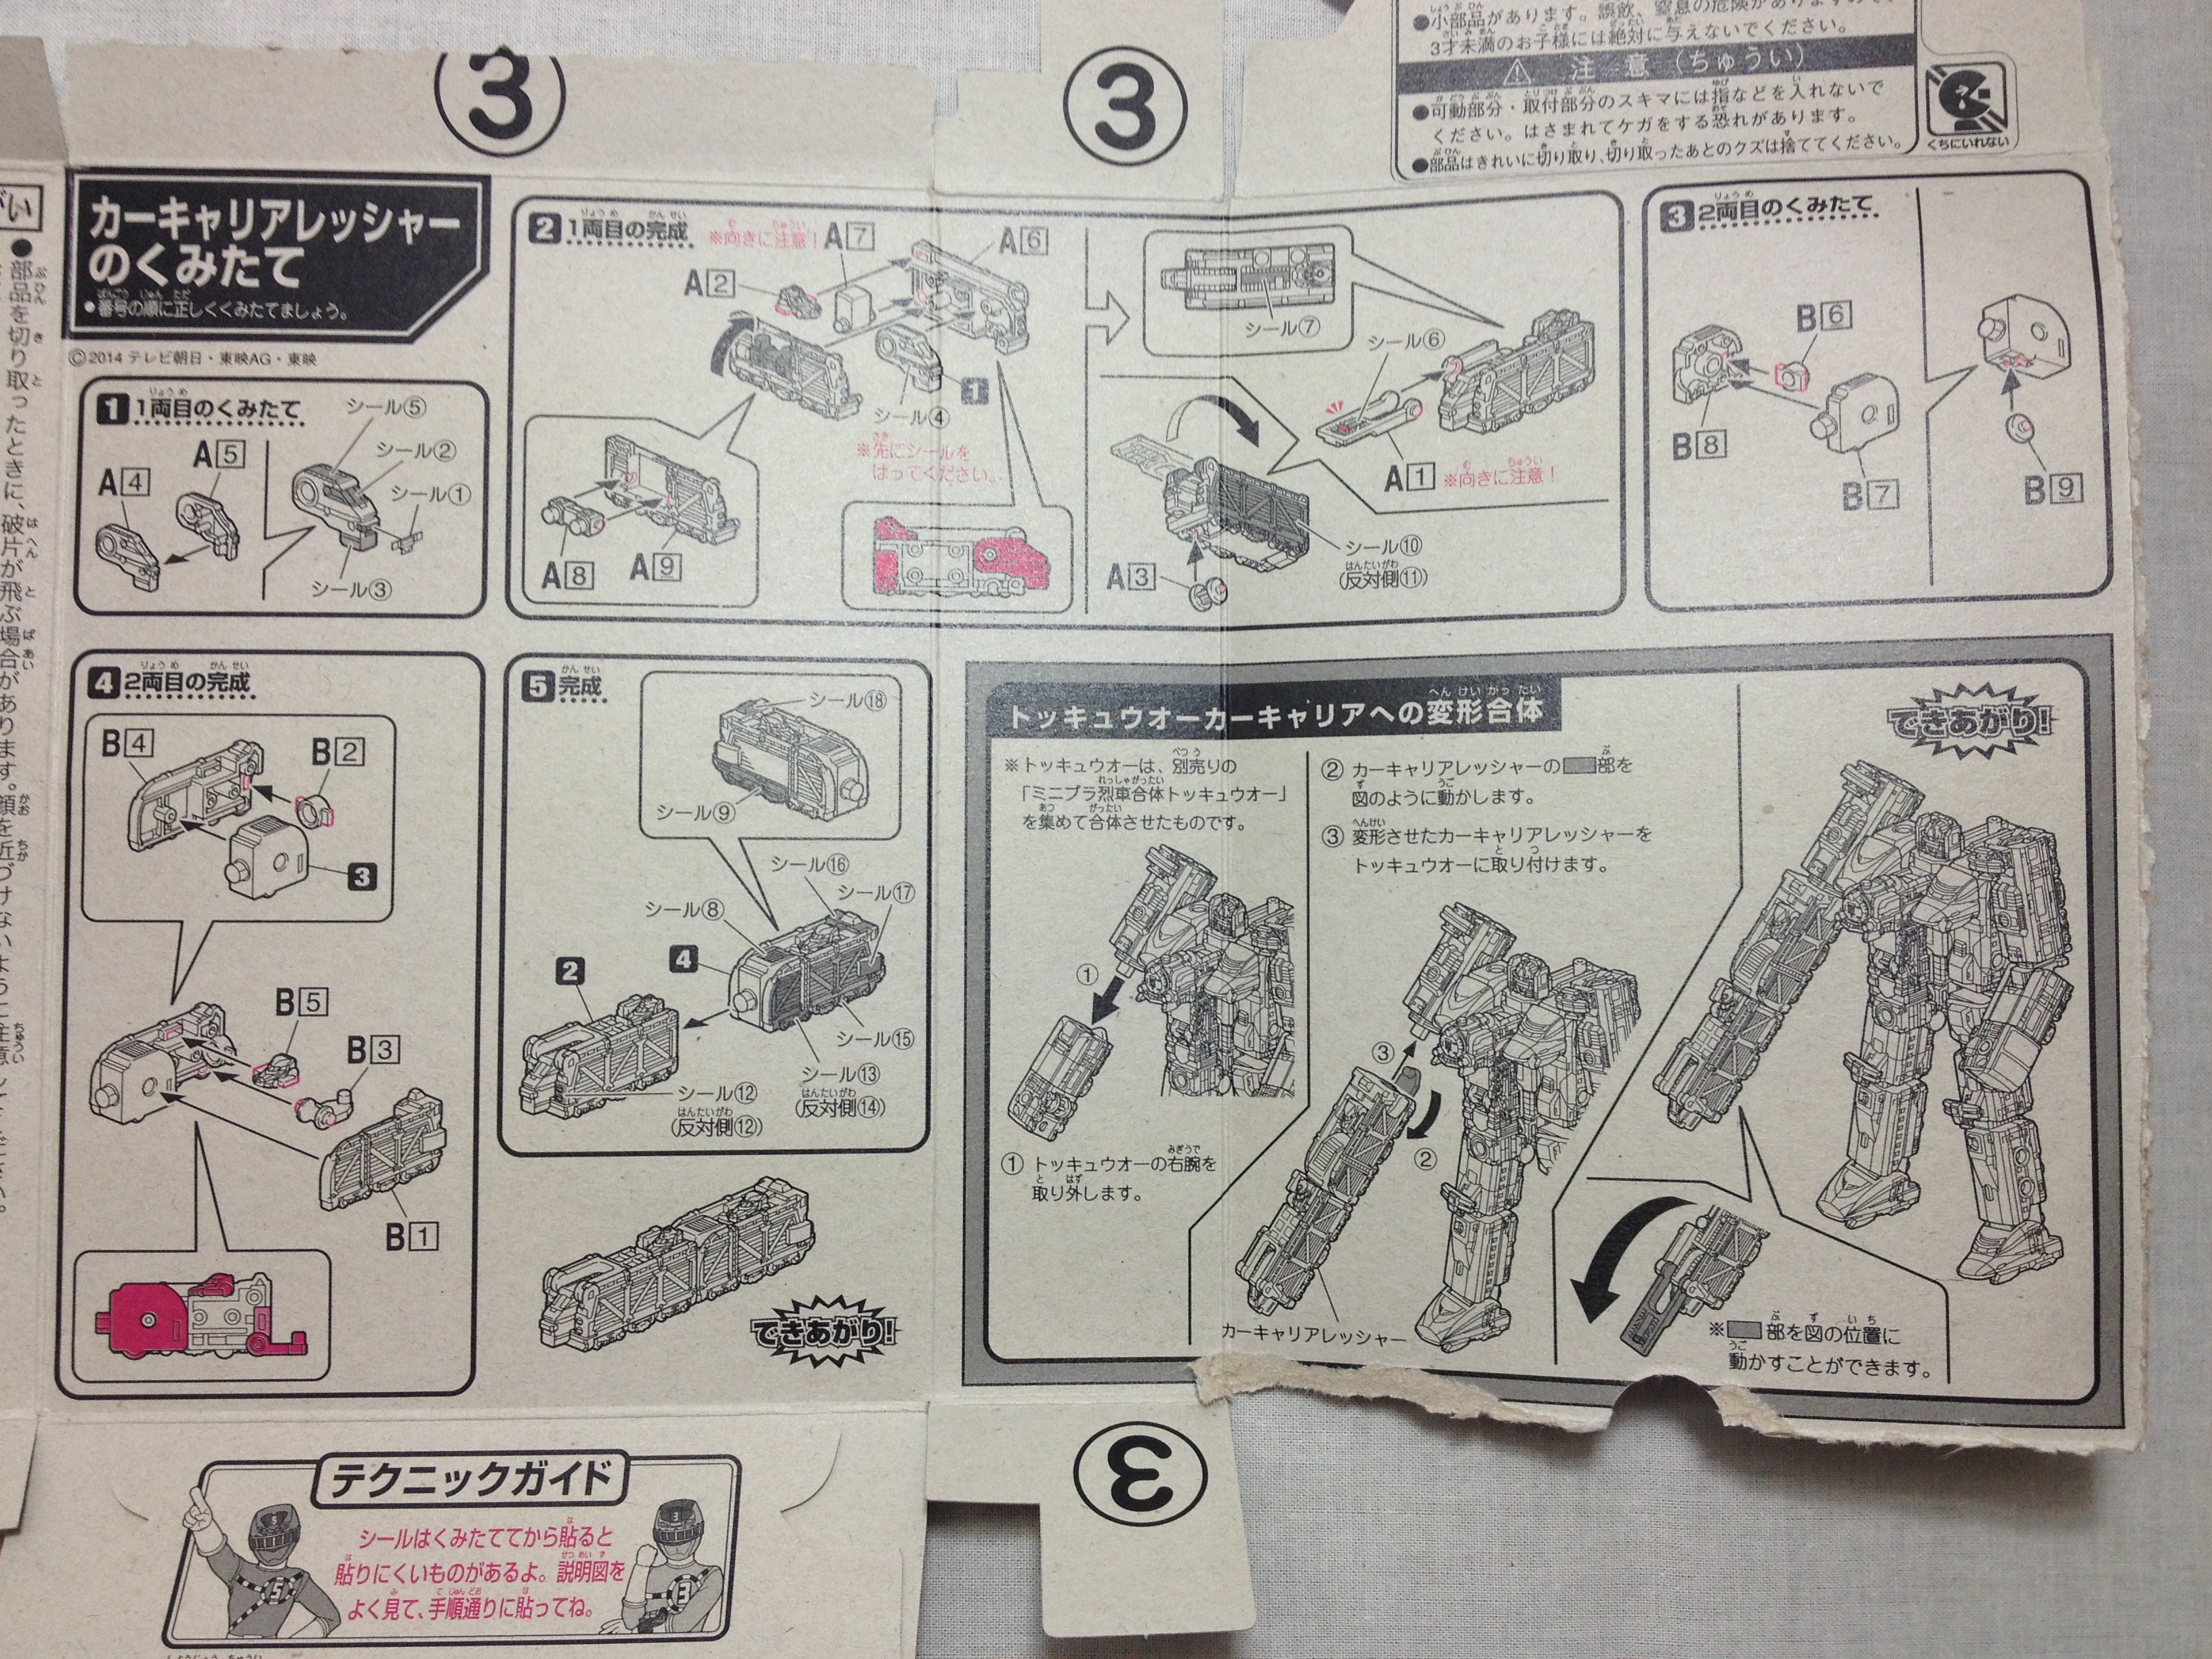 カーキャリアレッシャー
のくみたて
●番号の順に正しくくみたてましょう。
©2014 テレビ朝日・東映AG・東映
1 1両目のくみたて
シール⑤
シール②
シール①
シール③
A5
A4
2 1両目の完成
※向きに注意!
A7
A6
A2
1
シール④
※先にシールを
はってください。
A9
A8
シール⑦
シール⑥
A1
※向きに注意!
シール⑩
(反対側⑪)
A3
3 2両目のくみたて
B6
B8
B7
B9
4 2両目の完成
B4
B2
3
B5
B3
B1
5 完成
シール⑱
シール⑨
シール⑯
シール⑧
シール⑰
4
2
シール⑮
シール⑬
(反対側⑭)
シール⑫
(反対側⑫)
できあがり!
トッキュウオーカーキャリアへの変形合体
※トッキュウオーは、別売りの
「ミニプラ烈車合体トッキュウオー」
を集めて合体させたものです。
①
①トッキュウオーの右腕を
取り外します。
②カーキャリアレッシャーの 部を
図のように動かします。
③変形させたカーキャリアレッシャーを
トッキュウオーに取り付けます。
③
②
カーキャリアレッシャー
できあがり!
※ 部を図の位置に
動かすことができます。
テクニックガイド
シールはくみたててから貼ると
貼りにくいものがあるよ。説明図を
よく見て、手順通りに貼ってね。
3
5
3
3
3
●小部品があります。誤飲、窒息の危険があります
3才未満のお子様には絶対に与えないでください。
注意(ちゅうい)
●可動部分・取付部分のスキマには指などを入れないで
ください。はさまれてケガをする恐れがあります。
●部品はきれいに切り取り、切り取ったあとのクズは捨ててください。
くちにいれない